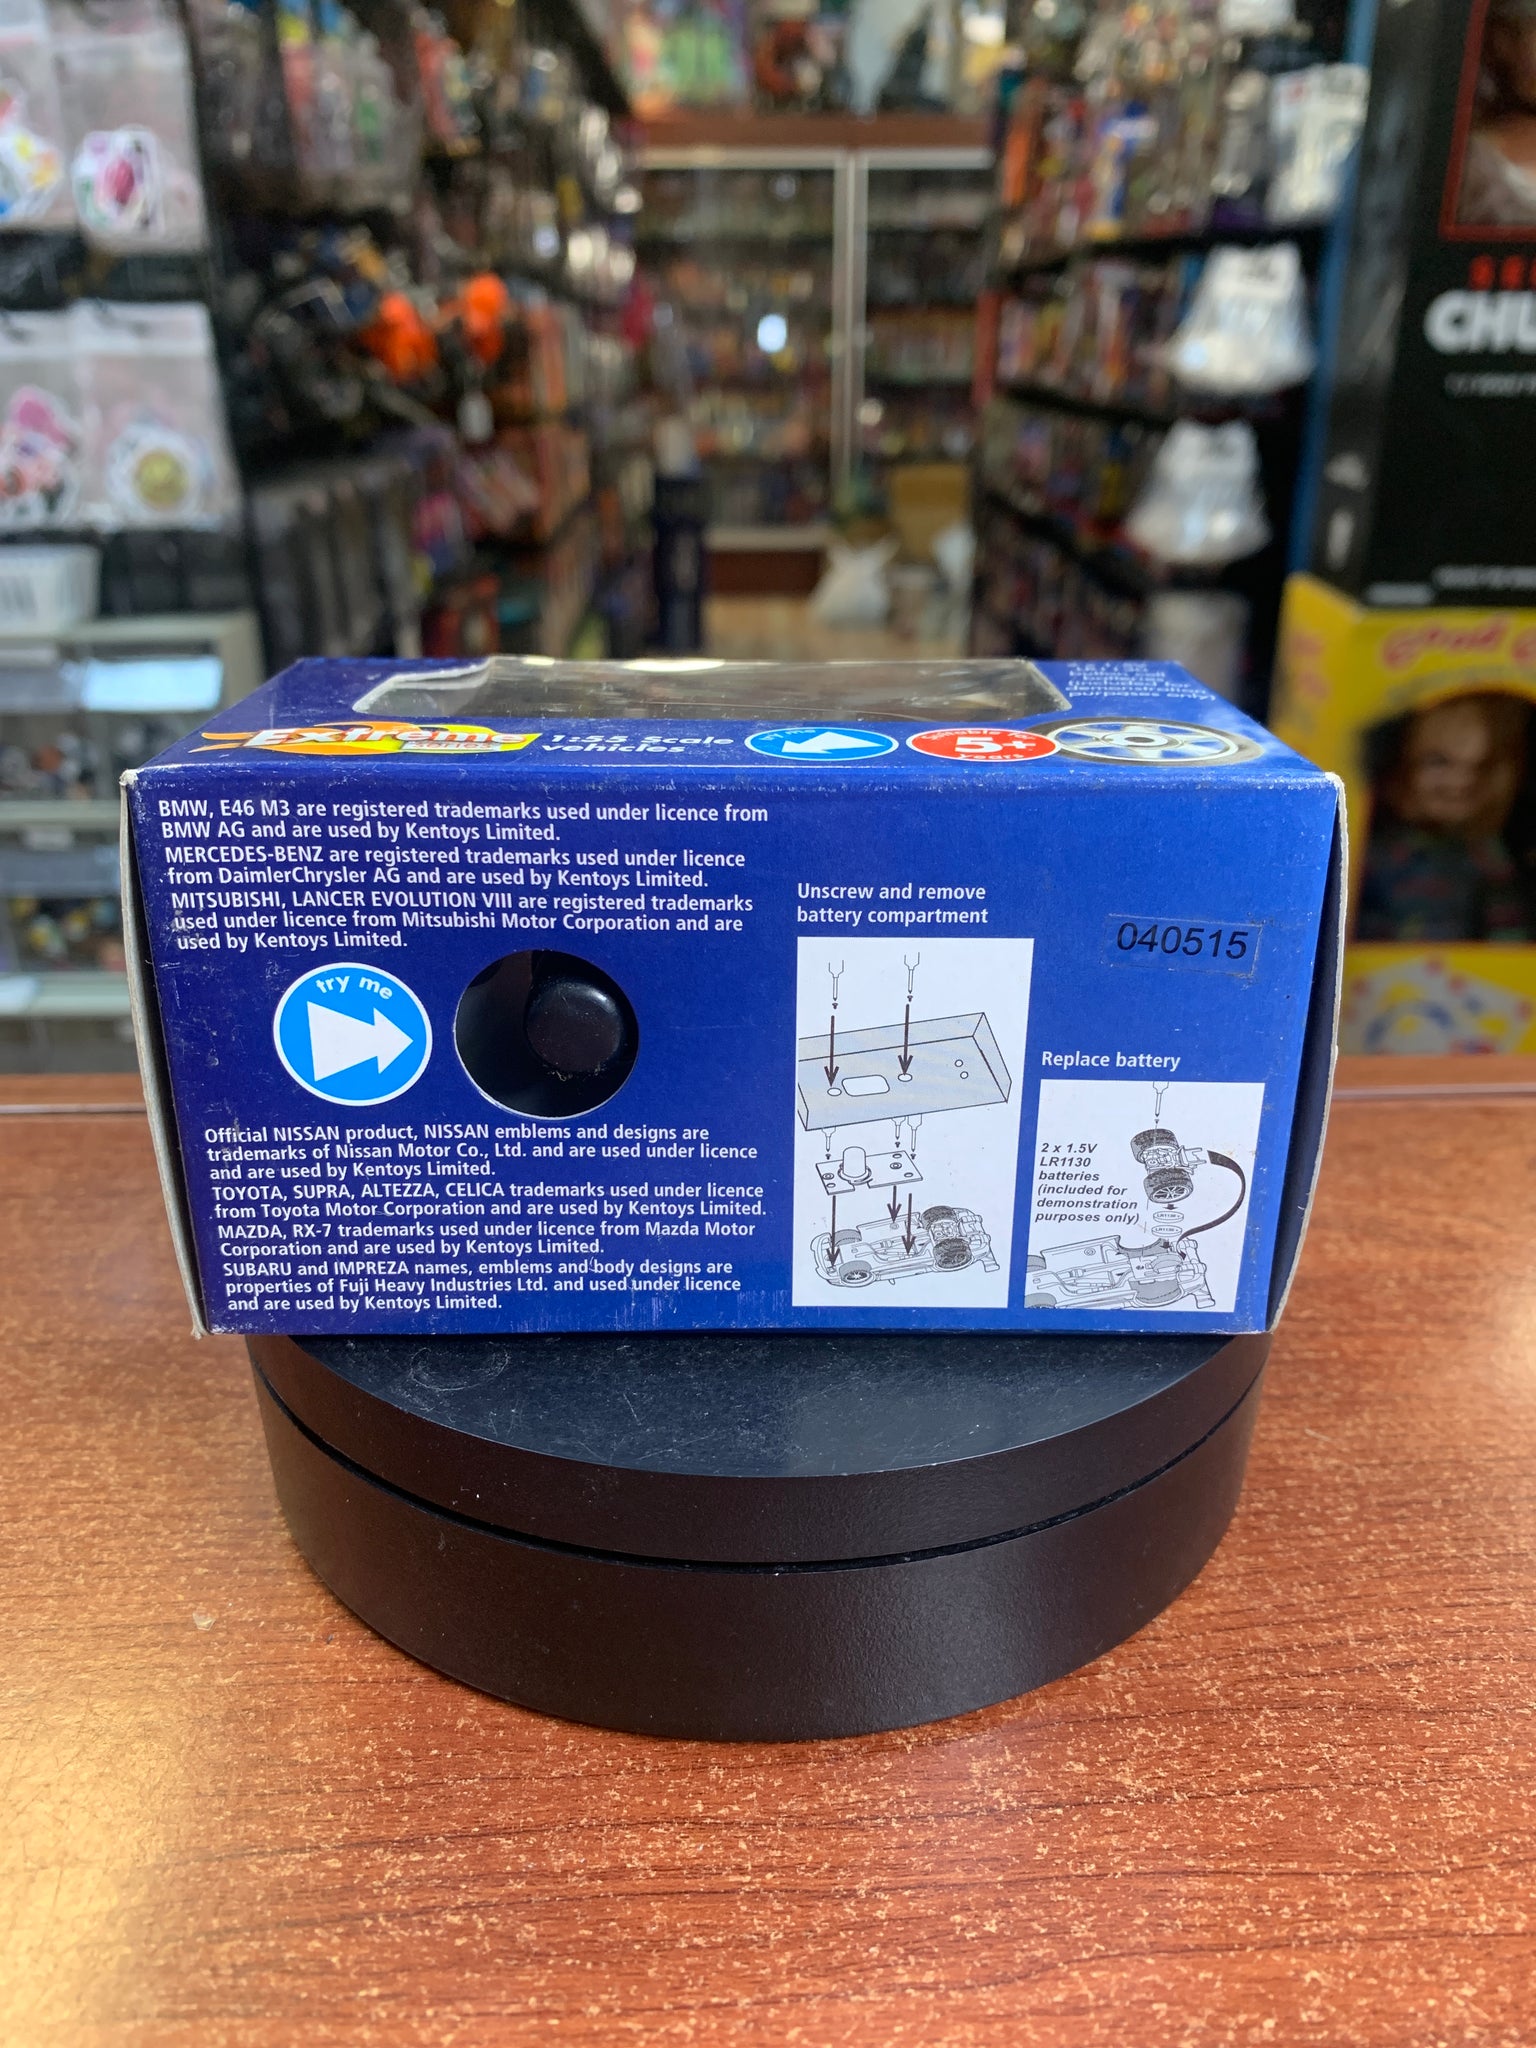 Extreme
series
1:55 Scale
vehicles
try me
Suitable for
5+
years
demonstration
BMW, E46 M3 are registered trademarks used under licence from
BMW AG and are used by Kentoys Limited.
MERCEDES-BENZ are registered trademarks used under licence
from DaimlerChrysler AG and are used by Kentoys Limited.
MITSUBISHI, LANCER EVOLUTION VIII are registered trademarks
used under licence from Mitsubishi Motor Corporation and are
used by Kentoys Limited.
try me
Official NISSAN product, NISSAN emblems and designs are
trademarks of Nissan Motor Co., Ltd. and are used under licence
and are used by Kentoys Limited.
TOYOTA, SUPRA, ALTEZZA, CELICA trademarks used under licence
from Toyota Motor Corporation and are used by Kentoys Limited.
MAZDA, RX-7 trademarks used under licence from Mazda Motor
Corporation and are used by Kentoys Limited.
SUBARU and IMPREZA names, emblems and body designs are
properties of Fuji Heavy Industries Ltd. and used under licence
and are used by Kentoys Limited.
Unscrew and remove
battery compartment
040515
Replace battery
2 x 1.5V
LR1130
batteries
(included for
demonstration
purposes only)
LR1130
LR1130
CHU